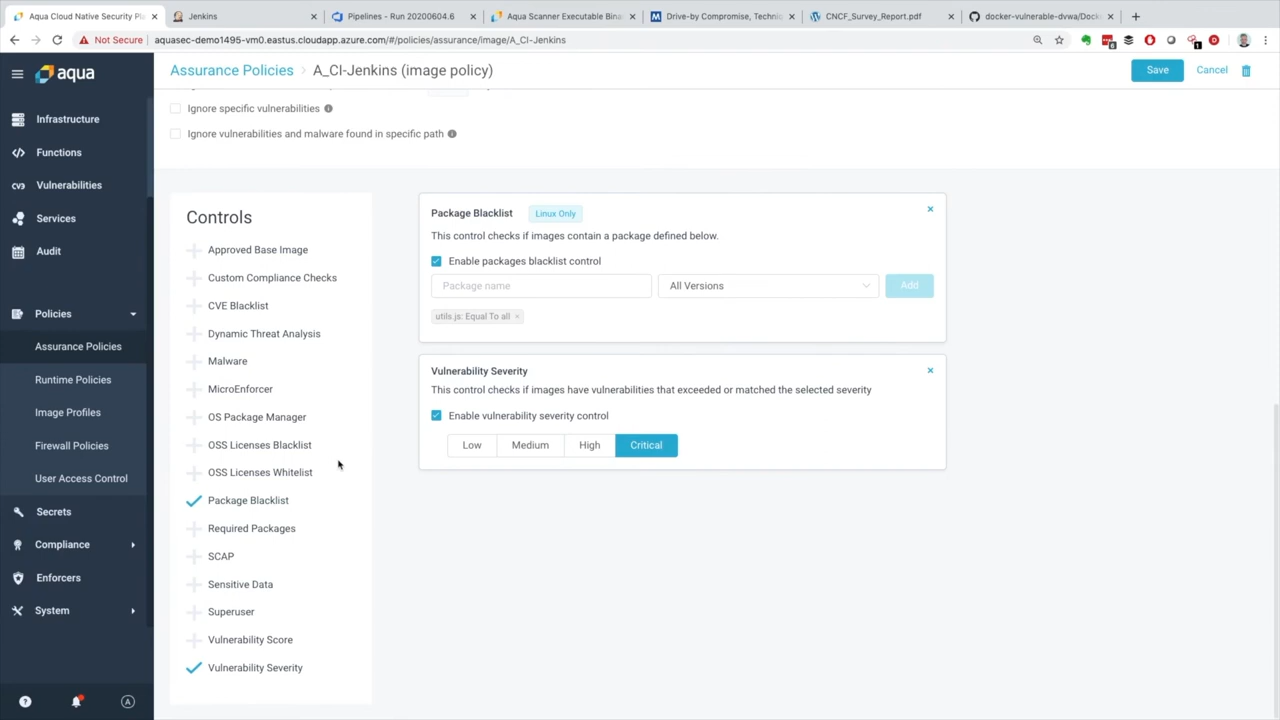 Aqua Cloud Native Security Pla
Jenkins
Pipelines - Run 20200604.6
Aqua Scanner Executable Bina
Drive-by Compromise, Technic
CNCF_Survey_Report.pdf
docker-vulnerable-dvwa/Dock
Not Secure
aquasec-demo1495-vm0.eastus.cloudapp.azure.com/#/policies/assurance/image/A_CI-Jenkins
aqua
Assurance Policies > A_CI-Jenkins (image policy)
Save
Cancel
Infrastructure
Functions
CVE Vulnerabilities
Services
Audit
Policies
Assurance Policies
Runtime Policies
Image Profiles
Firewall Policies
User Access Control
Secrets
Compliance
Enforcers
System
Ignore specific vulnerabilities
Ignore vulnerabilities and malware found in specific path
Controls
Approved Base Image
Custom Compliance Checks
CVE Blacklist
Dynamic Threat Analysis
Malware
MicroEnforcer
OS Package Manager
OSS Licenses Blacklist
OSS Licenses Whitelist
Package Blacklist
Required Packages
SCAP
Sensitive Data
Superuser
Vulnerability Score
Vulnerability Severity
Package Blacklist Linux Only
This control checks if images contain a package defined below.
Enable packages blacklist control
Package name
All Versions
Add
utils.js: Equal To all ×
Vulnerability Severity
This control checks if images have vulnerabilities that exceeded or matched the selected severity
Enable vulnerability severity control
Low Medium High Critical